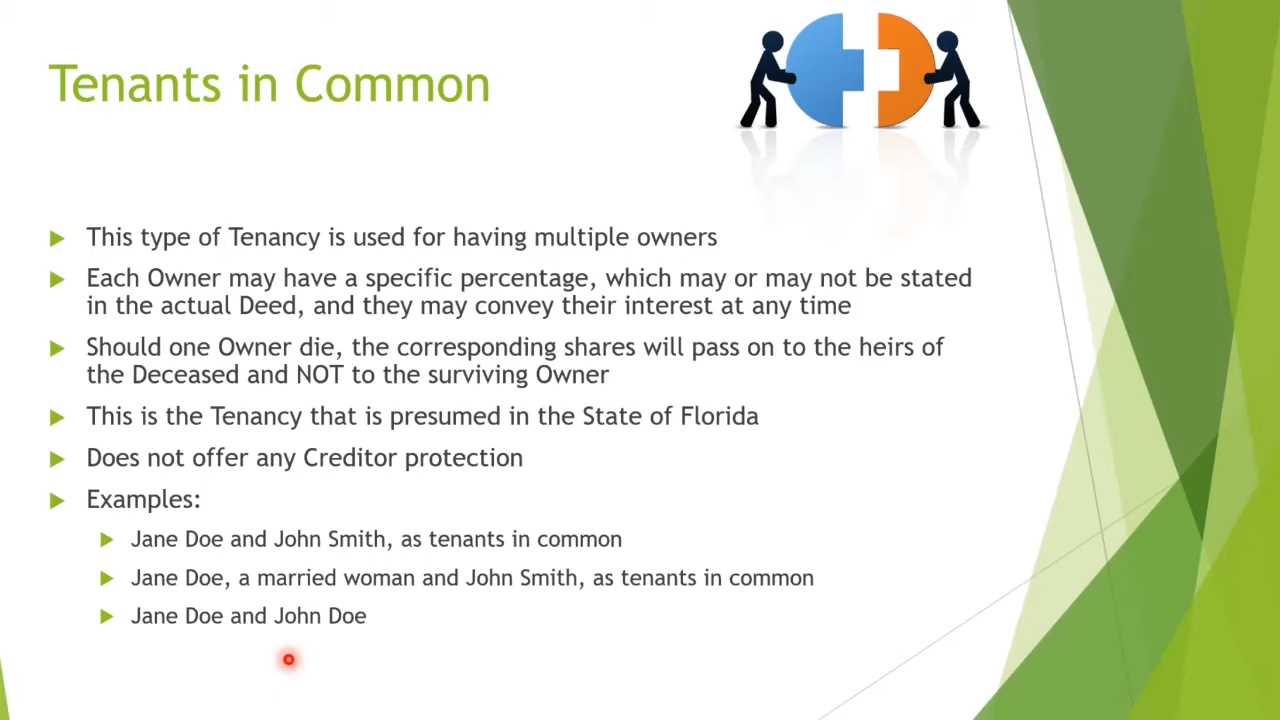 Tenants in Common
This type of Tenancy is used for having multiple owners
Each Owner may have a specific percentage, which may or may not be stated
in the actual Deed, and they may convey their interest at any time
Should one Owner die, the corresponding shares will pass on to the heirs of
the Deceased and NOT to the surviving Owner
This is the Tenancy that is presumed in the State of Florida
Does not offer any Creditor protection
Examples:
Jane Doe and John Smith, as tenants in common
Jane Doe, a married woman and John Smith, as tenants in common
Jane Doe and John Doe